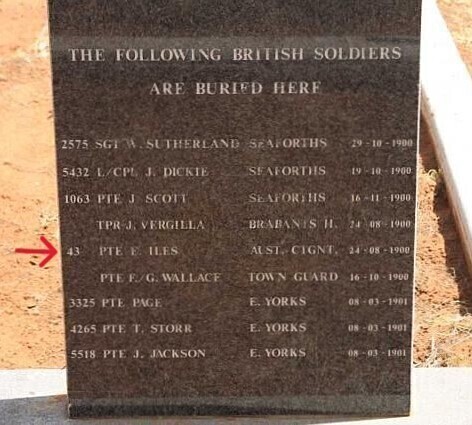 THE FOLLOWING BRITISH SOLDIERS
ARE BURIED HERE
2575 SGT W. SUTHERLAND SEAFORTHS 29-10-1900
5432 L/CPL J. DICKIE SEAFORTHS 19-10-1900
1063 PTE J. SCOTT SEAFORTHS 16-11-1900
TPR J. VERGILLA BRABANTS H. 24-08-1900
43 PTE E. ILES AUST. CTGNT. 24-08-1900
PTE F. G. WALLACE TOWN GUARD 16-10-1900
3325 PTE PAGE E. YORKS 08-03-1901
4265 PTE T. STORR E. YORKS 08-03-1901
5518 PTE J. JACKSON E. YORKS 08-03-1901